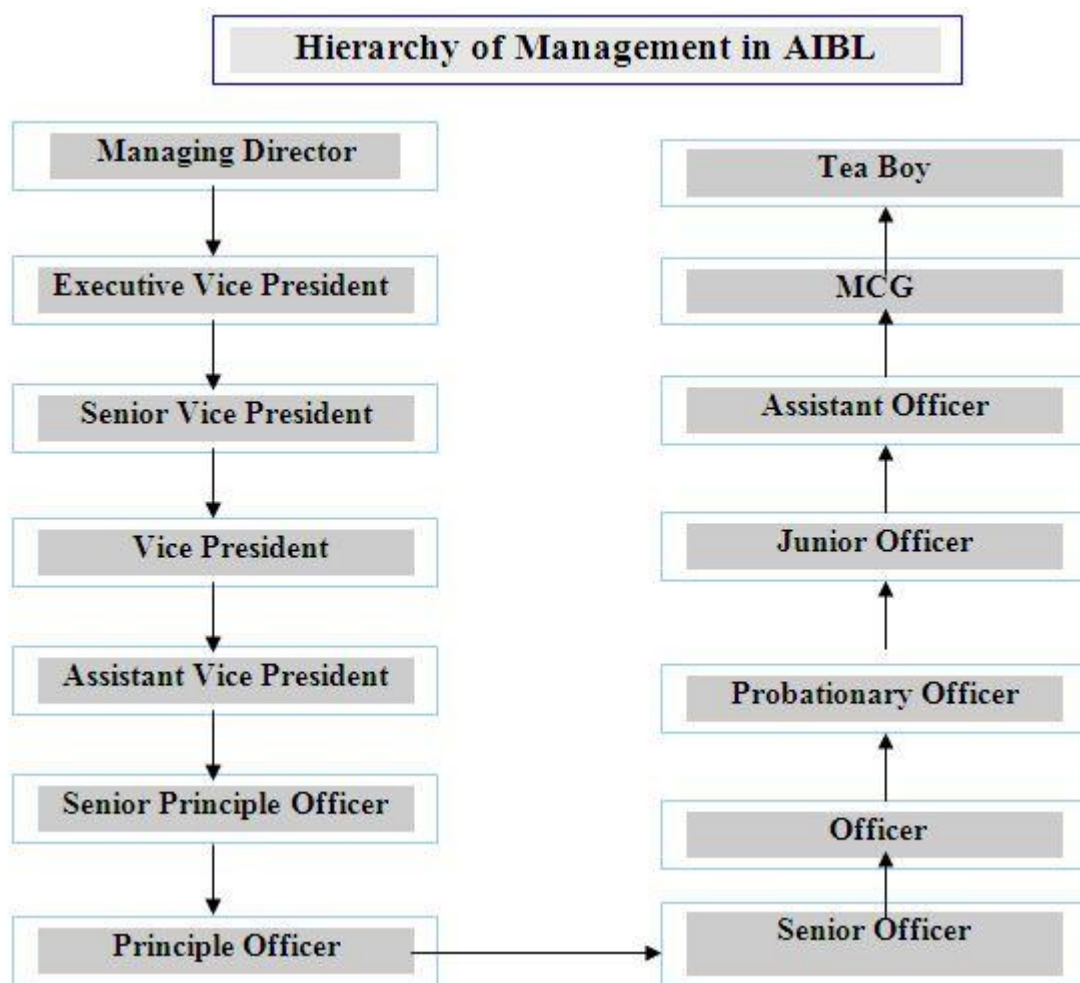 Hierarchy of Management in AIBL
Managing Director
Executive Vice President
Senior Vice President
Vice President
Assistant Vice President
Senior Principle Officer
Principle Officer
Senior Officer
Officer
Probationary Officer
Junior Officer
Assistant Officer
MCG
Tea Boy